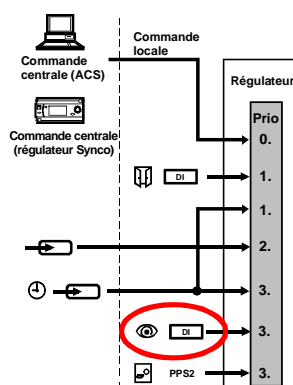 Commande
locale
Commande
centrale (ACS)
Régulateur
Commande centrale
(régulateur Synco)
Prio
0.
DI
1.
1.
2.
3.
DI
3.
PPS2
3.